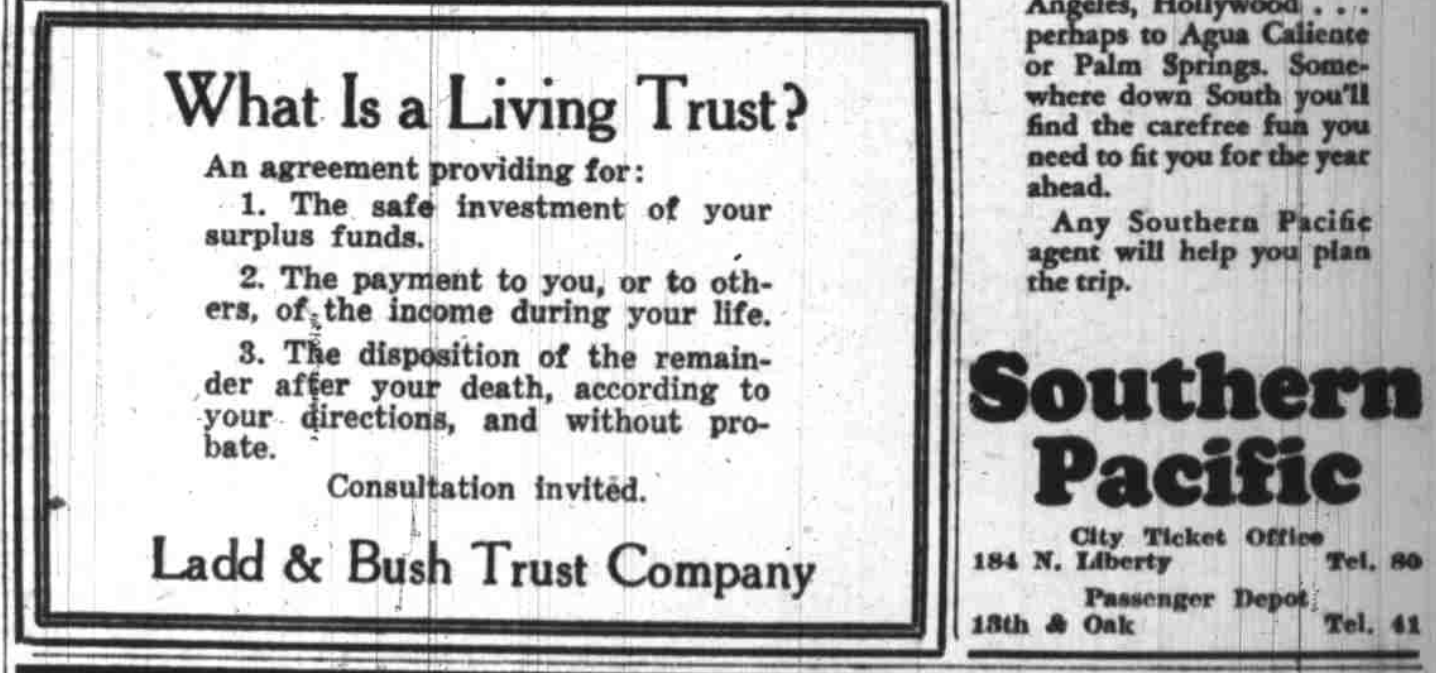 What Is a Living Trust?
An agreement providing for:
1. The safe investment of your
surplus funds.
2. The payment to you, or to oth-
ers, of the income during your life.
3. The disposition of the remain-
der after your death, according to
your directions, and without pro-
bate.
Consultation invited.
Ladd & Bush Trust Company
Angeles, Hollywood . . .
perhaps to Agua Caliente
or Palm Springs. Some-
where down South you'll
find the carefree fun you
need to fit you for the year
ahead.
Any Southern Pacific
agent will help you plan
the trip.
Southern
Pacific
City Ticket Office
184 N. Liberty Tel. 80
Passenger Depot
13th & Oak Tel. 41